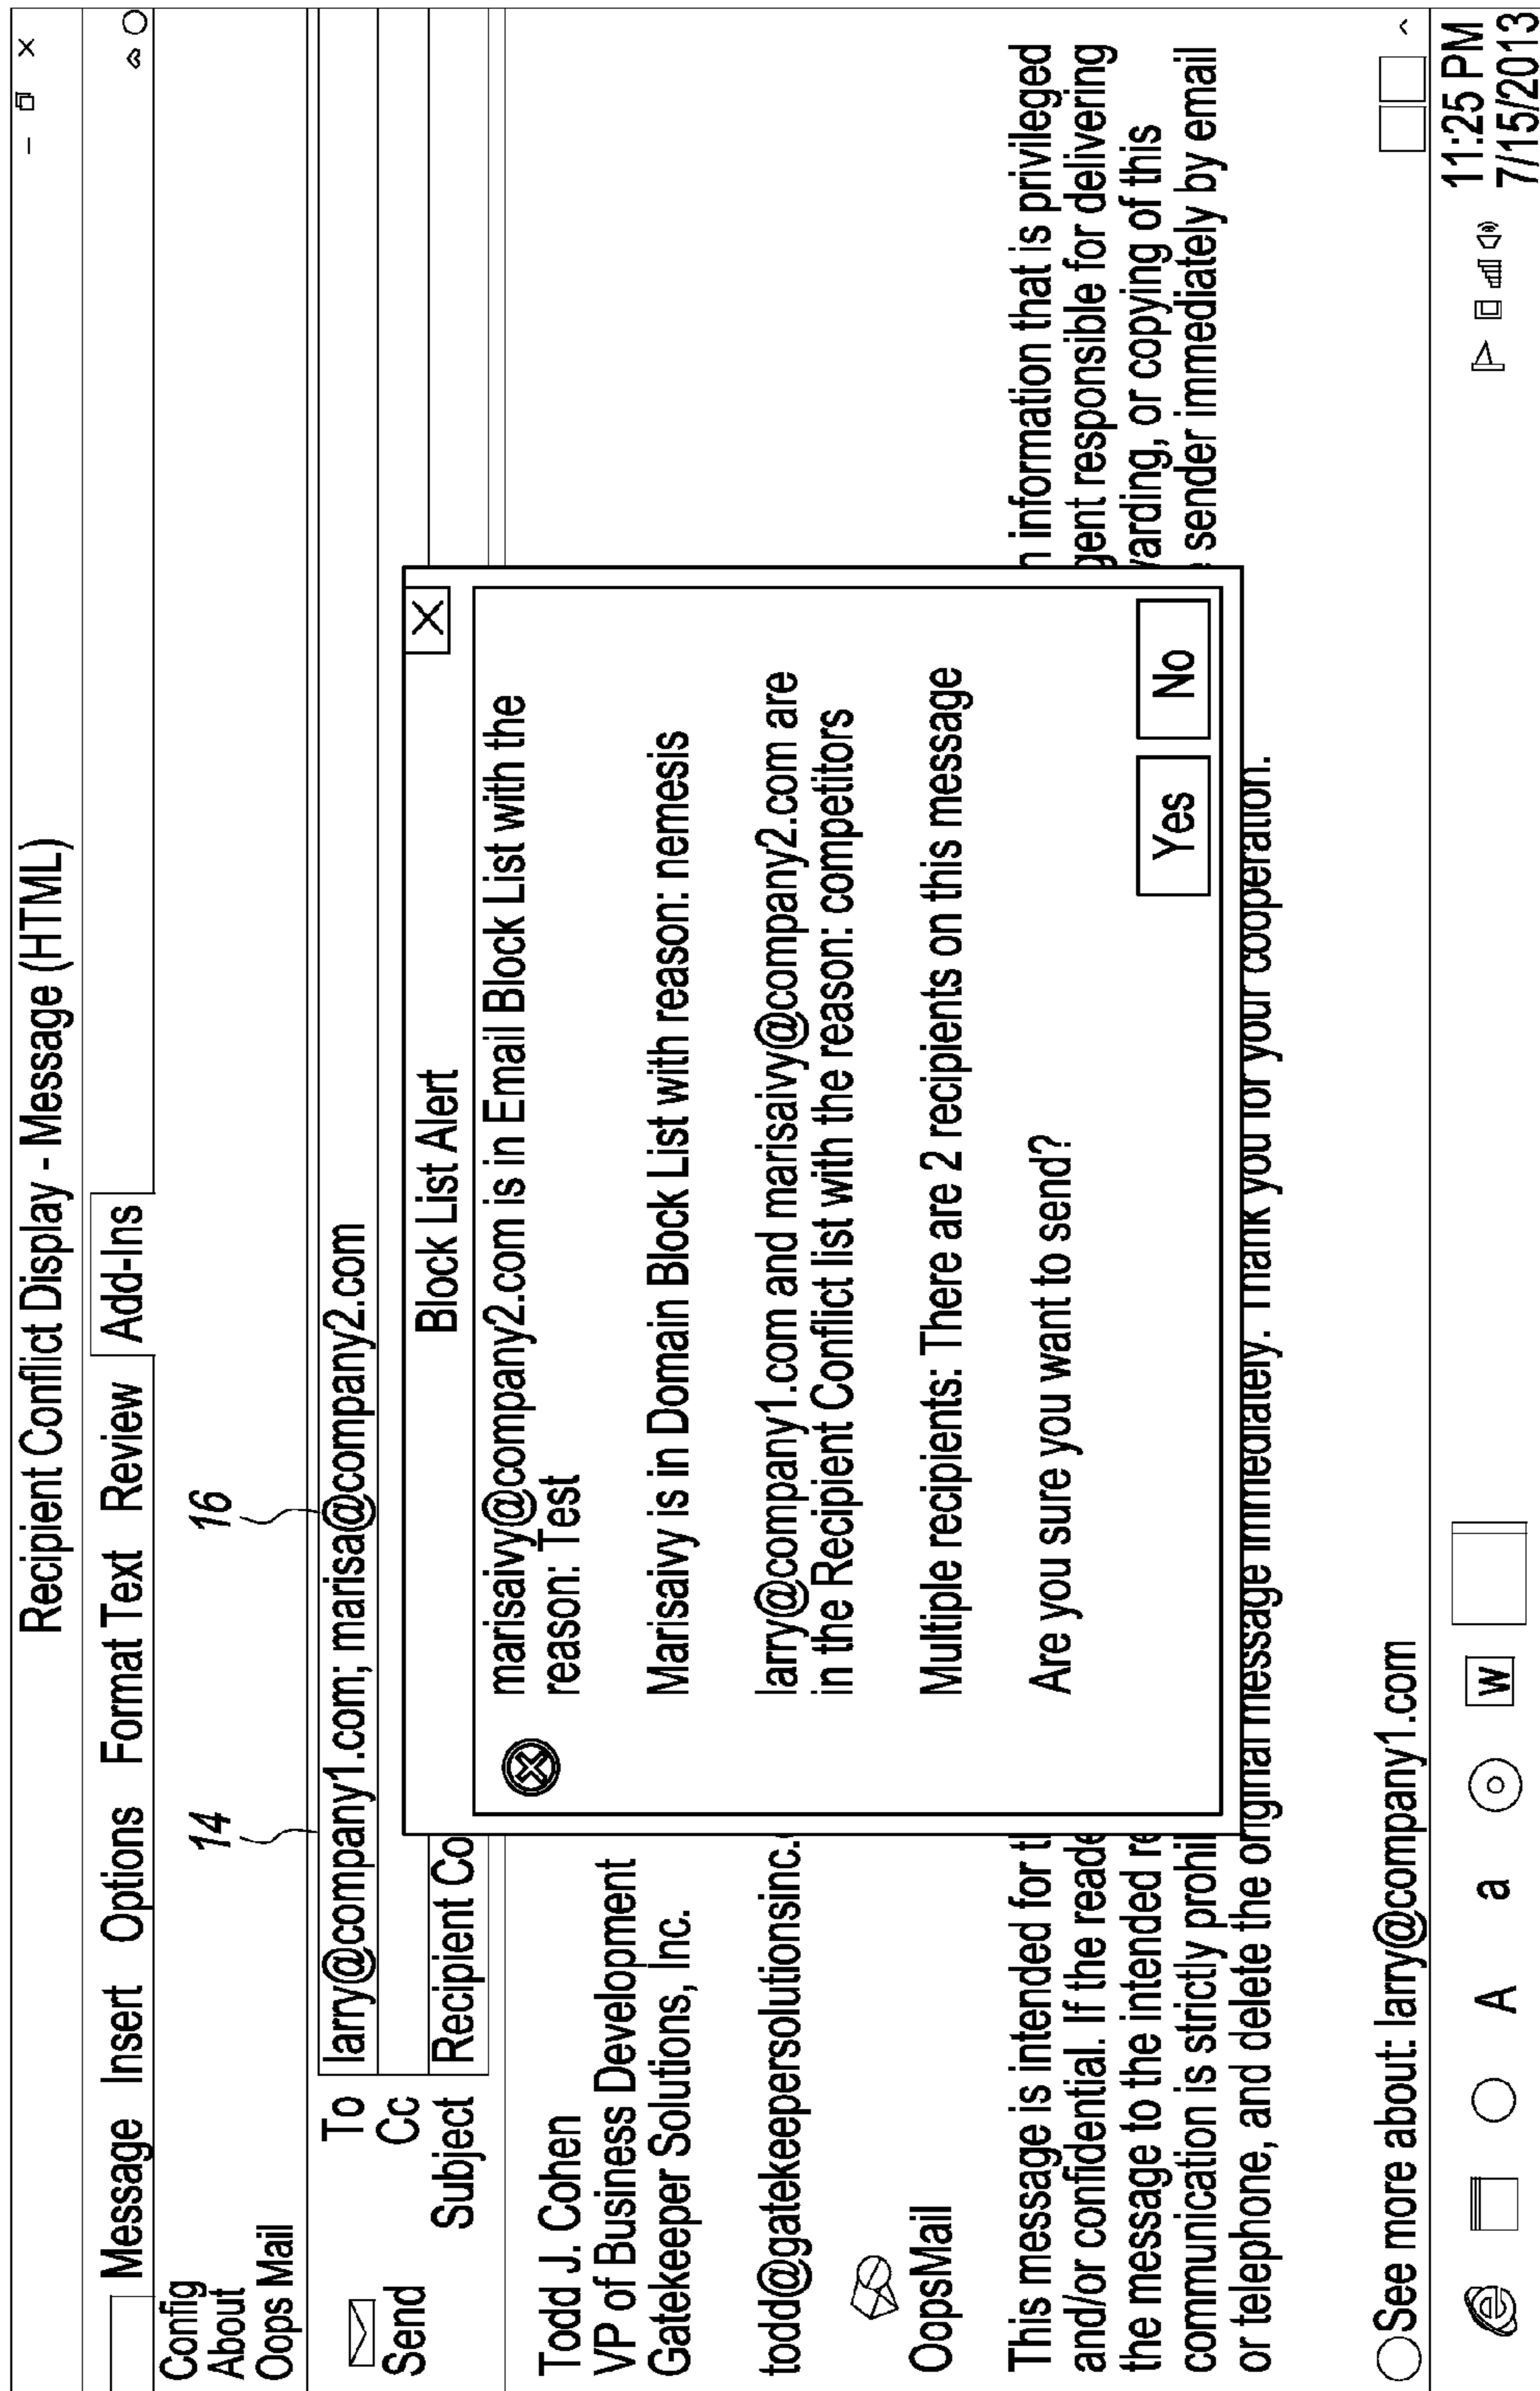 Recipient Conflict Display - Message (HTML)
Message Insert Options Format Text Review Add-Ins
Config
About
Oops Mail
14
16
Send
To larry@company1.com; marisa@company2.com
Cc
Subject Recipient Co
Block List Alert
marisaivy@company2.com is in Email Block List with the
reason: Test
Marisaivy is in Domain Block List with reason: nemesis
larry@company1.com and marisaivy@company2.com are
in the Recipient Conflict list with the reason: competitors
Multiple recipients: There are 2 recipients on this message
Are you sure you want to send?
Yes No
Todd J. Cohen
VP of Business Development
Gatekeeper Solutions, Inc.
todd@gatekeepersolutionsinc.
OopsMail
This message is intended for t information that is privileged
and/or confidential. If the reade gent responsible for delivering
the message to the intended re varding, or copying of this
communication is strictly prohil sender immediately by email
or telephone, and delete the original message immediately. Thank you for your cooperation.
See more about: larry@company1.com
e A a W
11:25 PM
7/15/2013